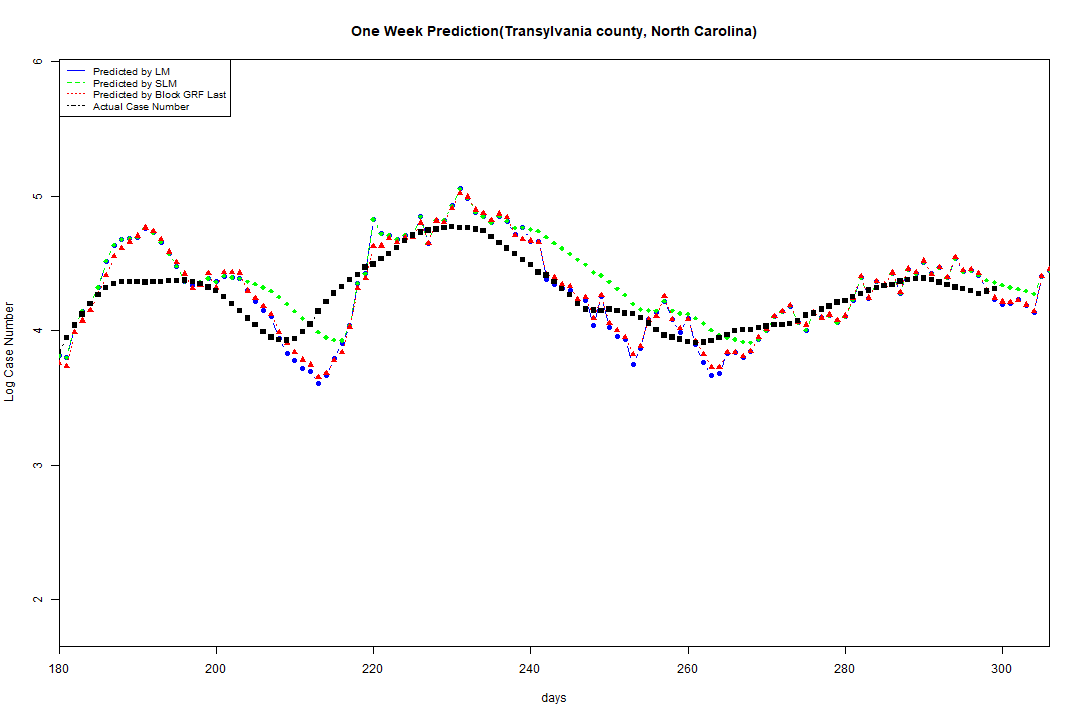 One Week Prediction(Transylvania county, North Carolina)
Predicted by LM
Predicted by SLM
Predicted by Block GRF Last
Actual Case Number
6
5
4
3
2
Log Case Number
180 200 220 240 260 280 300
days